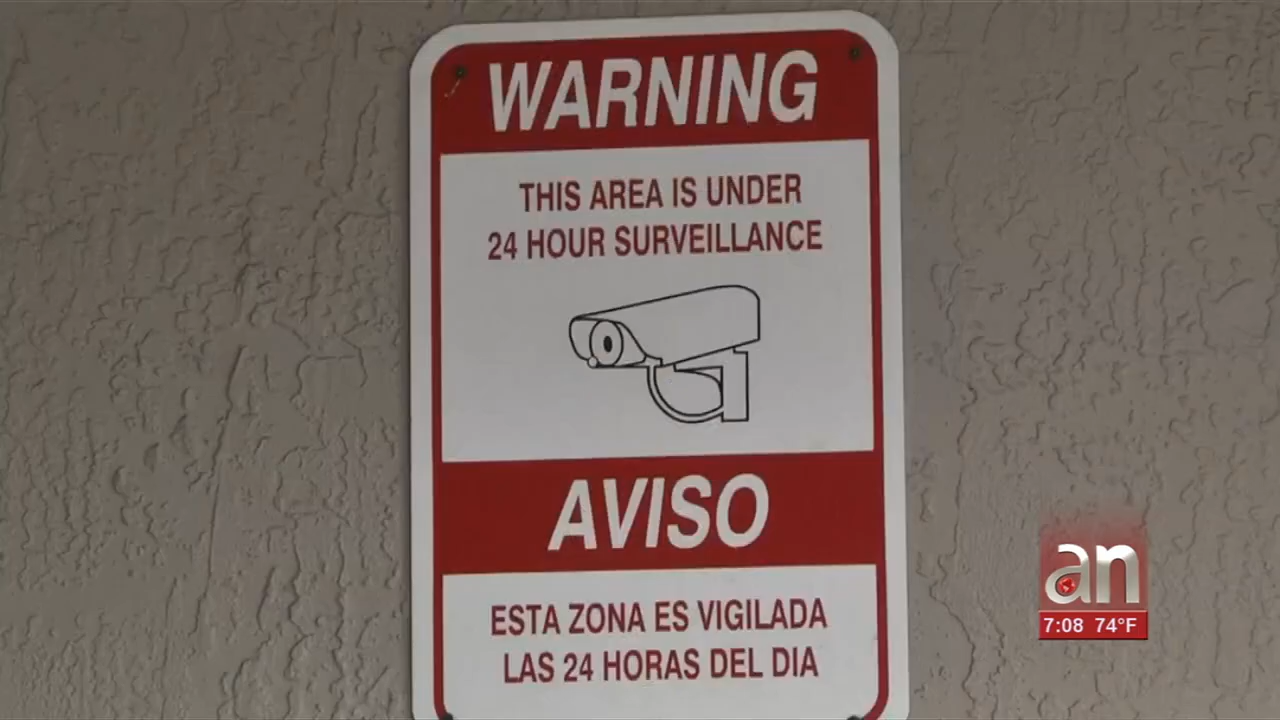 WARNING
THIS AREA IS UNDER
24 HOUR SURVEILLANCE
AVISO
ESTA ZONA ES VIGILADA
LAS 24 HORAS DEL DIA
an
7:08 74°F